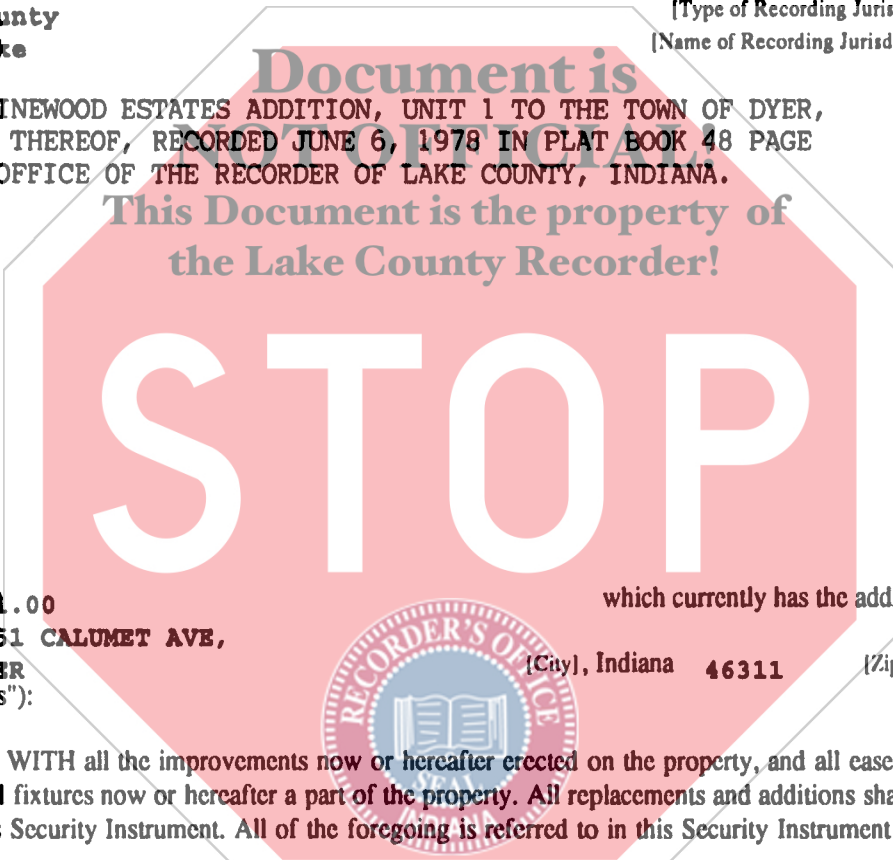 unty
ke
[Type of Recording Juris
[Name of Recording Jurisd
Document is
INEWOOD ESTATES ADDITION, UNIT 1 TO THE TOWN OF DYER,
THEREOF, RECORDED JUNE 6, 1978 IN PLAT BOOK 48 PAGE
NOT OFFICIAL!
OFFICE OF THE RECORDER OF LAKE COUNTY, INDIANA.
This Document is the property of
the Lake County Recorder!
STOP
1.00
which currently has the add
51 CALUMET AVE,
ER
[City], Indiana 46311 [Zip
s"):
RECORDER'S OFFICE
SEAL
INDIANA
WITH all the improvements now or hereafter erected on the property, and all ease
fixtures now or hereafter a part of the property. All replacements and additions sha
s Security Instrument. All of the foregoing is referred to in this Security Instrument